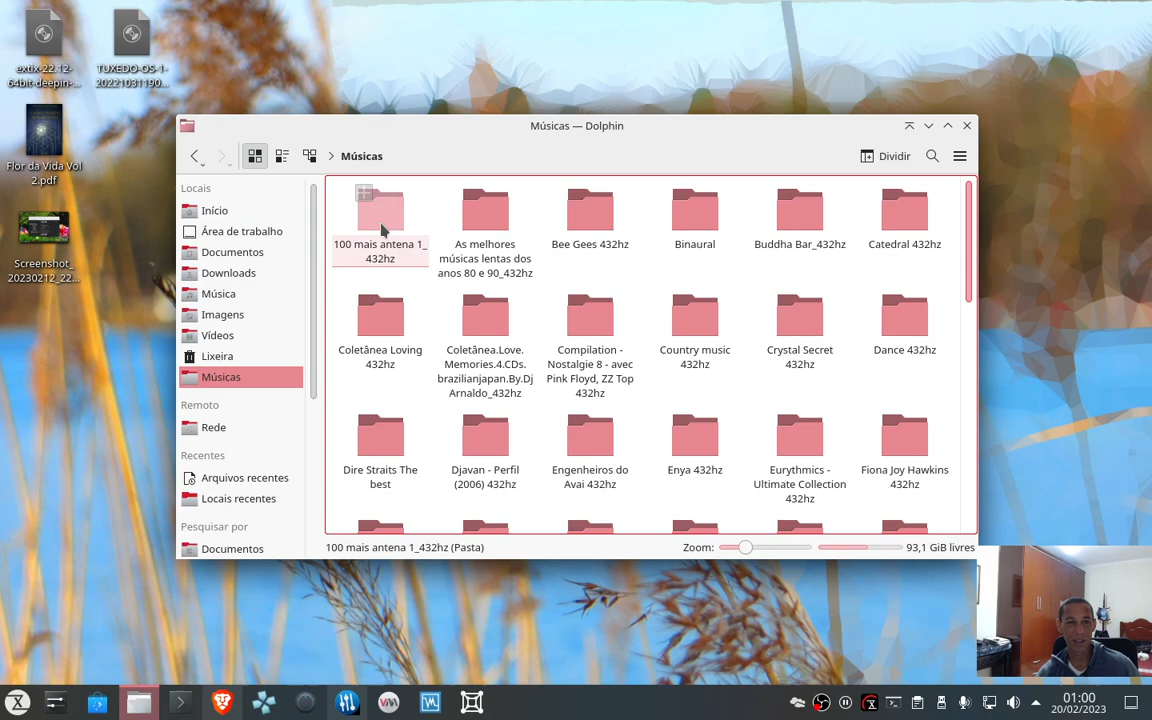 extix-22.12-
64bit-deepin-...
TUXEDO-OS-1-
20221031190...
Flor da Vida Vol
2.pdf
Screenshot_
20230212_22...
Músicas — Dolphin
Músicas
Dividir
Locais
Início
Área de trabalho
Documentos
Downloads
Música
Imagens
Vídeos
Lixeira
Músicas
Remoto
Rede
Recentes
Arquivos recentes
Locais recentes
Pesquisar por
Documentos
100 mais antena 1_
432hz
As melhores
músicas lentas dos
anos 80 e 90_432hz
Bee Gees 432hz
Binaural
Buddha Bar_432hz
Catedral 432hz
Coletânea Loving
432hz
Coletânea.Love.
Memories.4.CDs.
brazilianjapan.By.Dj
Arnaldo_432hz
Compilation -
Nostalgie 8 - avec
Pink Floyd, ZZ Top
432hz
Country music
432hz
Crystal Secret
432hz
Dance 432hz
Dire Straits The
best
Djavan - Perfil
(2006) 432hz
Engenheiros do
Avai 432hz
Enya 432hz
Eurythmics -
Ultimate Collection
432hz
Fiona Joy Hawkins
432hz
100 mais antena 1_432hz (Pasta)
Zoom:
93,1 GiB livres
01:00
20/02/2023